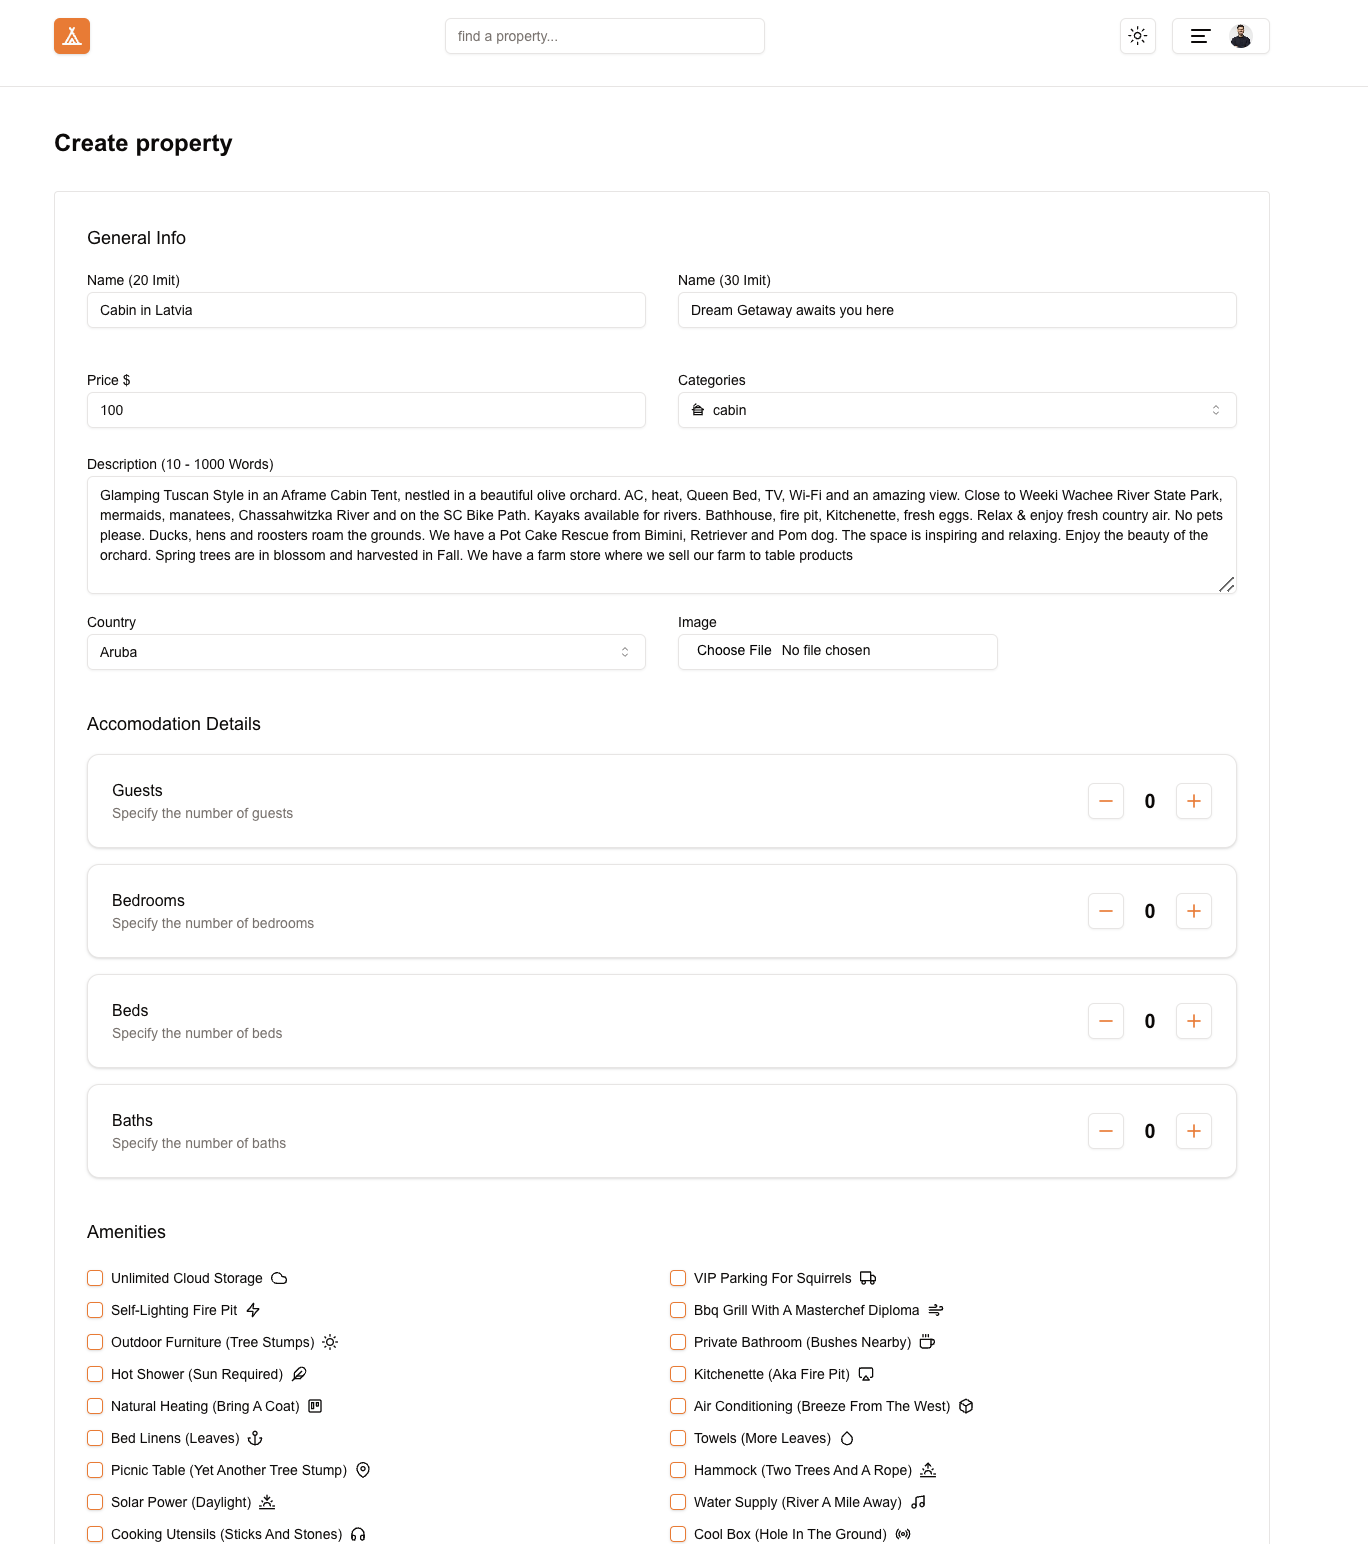 find a property...
Create property
General Info
Name (20 lmit)
Name (30 lmit)
Cabin in Latvia
Dream Getaway awaits you here
Price $
Categories
100
cabin
Description (10 - 1000 Words)
Glamping Tuscan Style in an Aframe Cabin Tent, nestled in a beautiful olive orchard. AC, heat, Queen Bed, TV, Wi-Fi and an amazing view. Close to Weeki Wachee River State Park,
mermaids, manatees, Chassahwitzka River and on the SC Bike Path. Kayaks available for rivers. Bathhouse, fire pit, Kitchenette, fresh eggs. Relax & enjoy fresh country air. No pets
please. Ducks, hens and roosters roam the grounds. We have a Pot Cake Rescue from Bimini, Retriever and Pom dog. The space is inspiring and relaxing. Enjoy the beauty of the
orchard. Spring trees are in blossom and harvested in Fall. We have a farm store where we sell our farm to table products
Country
Image
Aruba
Choose File No file chosen
Accomodation Details
Guests
Specify the number of guests
0
Bedrooms
Specify the number of bedrooms
0
Beds
Specify the number of beds
0
Baths
Specify the number of baths
0
Amenities
Unlimited Cloud Storage
VIP Parking For Squirrels
Self-Lighting Fire Pit
Bbq Grill With A Masterchef Diploma
Outdoor Furniture (Tree Stumps)
Private Bathroom (Bushes Nearby)
Hot Shower (Sun Required)
Kitchenette (Aka Fire Pit)
Natural Heating (Bring A Coat)
Air Conditioning (Breeze From The West)
Bed Linens (Leaves)
Towels (More Leaves)
Picnic Table (Yet Another Tree Stump)
Hammock (Two Trees And A Rope)
Solar Power (Daylight)
Water Supply (River A Mile Away)
Cooking Utensils (Sticks And Stones)
Cool Box (Hole In The Ground)